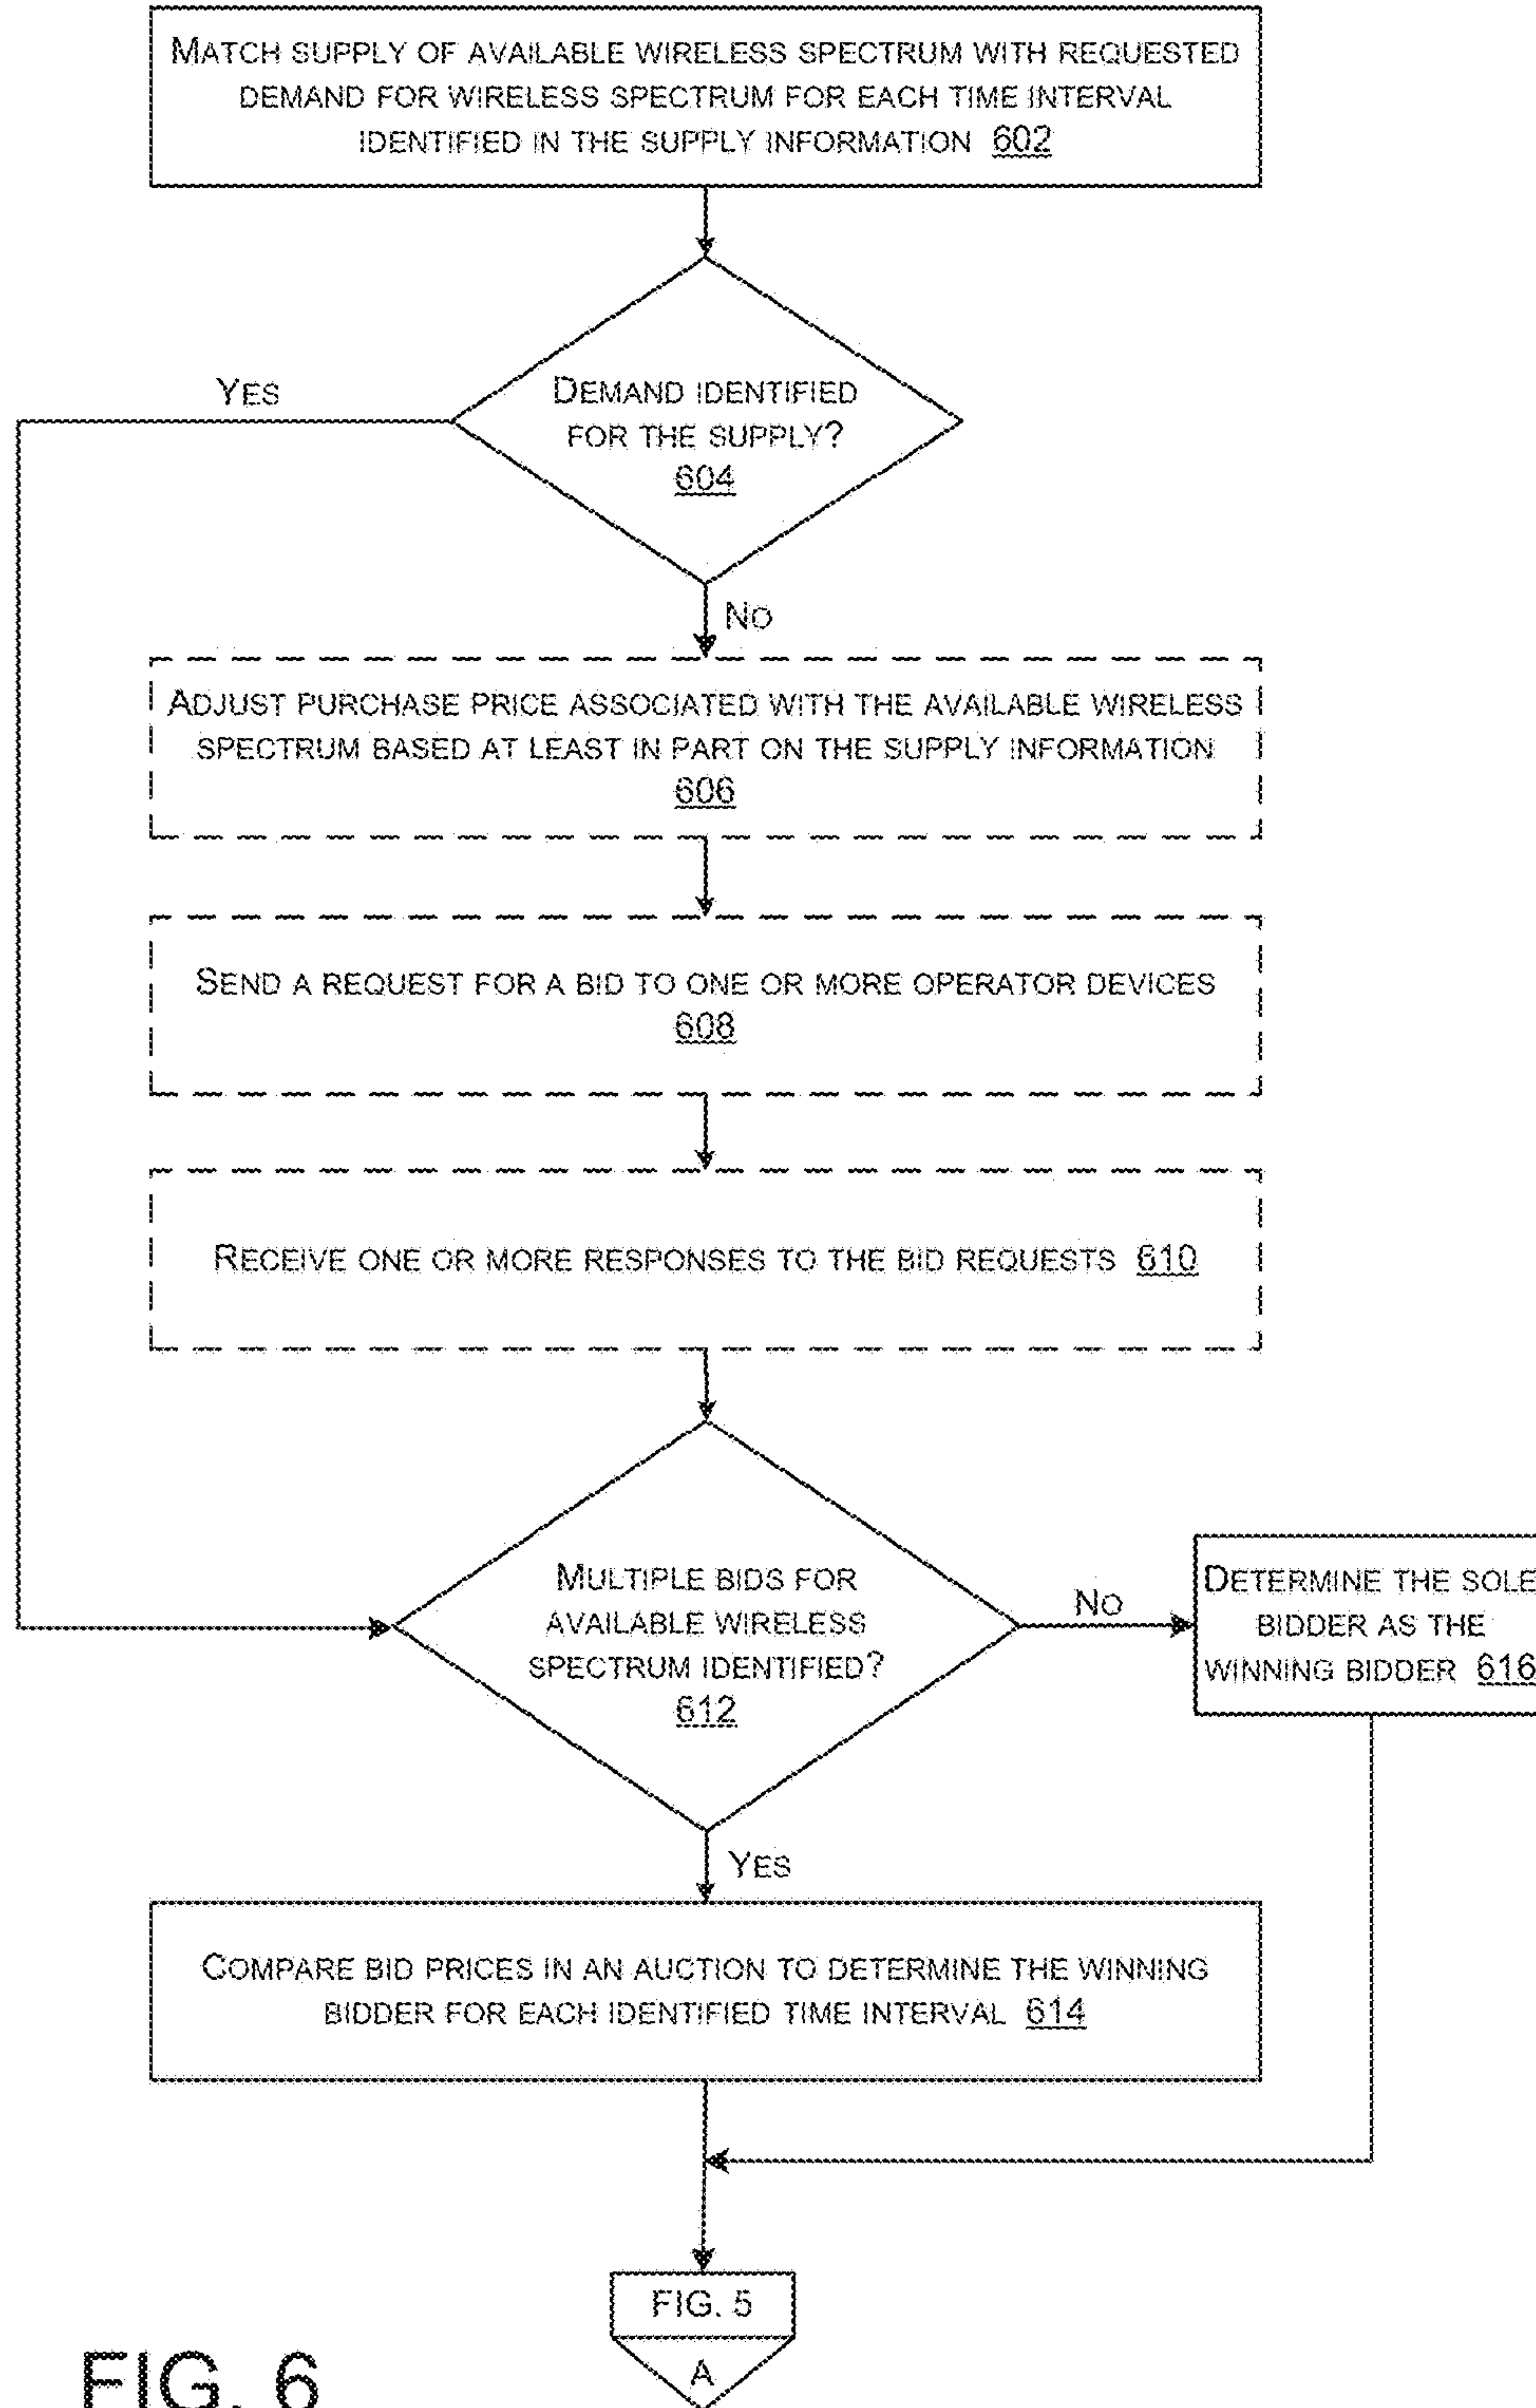 MATCH SUPPLY OF AVAILABLE WIRELESS SPECTRUM WITH REQUESTED
DEMAND FOR WIRELESS SPECTRUM FOR EACH TIME INTERVAL
IDENTIFIED IN THE SUPPLY INFORMATION 602
YES
DEMAND IDENTIFIED
FOR THE SUPPLY?
604
NO
ADJUST PURCHASE PRICE ASSOCIATED WITH THE AVAILABLE WIRELESS
SPECTRUM BASED AT LEAST IN PART ON THE SUPPLY INFORMATION
606
SEND A REQUEST FOR A BID TO ONE OR MORE OPERATOR DEVICES
608
RECEIVE ONE OR MORE RESPONSES TO THE BID REQUESTS 610
MULTIPLE BIDS FOR
AVAILABLE WIRELESS
SPECTRUM IDENTIFIED?
612
NO
DETERMINE THE SOLE
BIDDER AS THE
WINNING BIDDER 616
YES
COMPARE BID PRICES IN AN AUCTION TO DETERMINE THE WINNING
BIDDER FOR EACH IDENTIFIED TIME INTERVAL 614
FIG. 5
A
FIG. 6